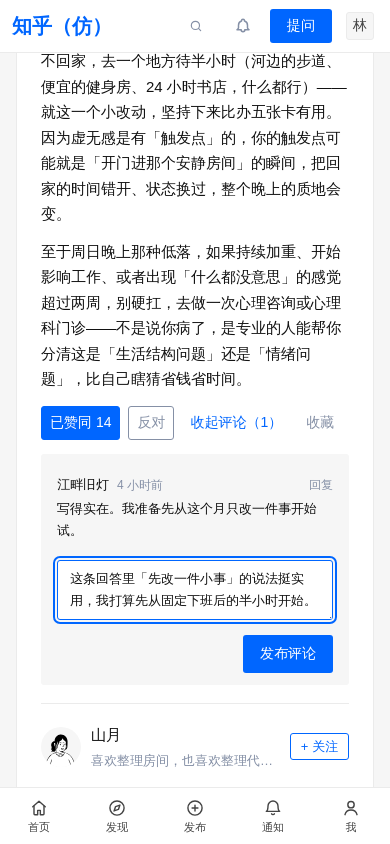 知乎（仿）
提问
林
不回家，去一个地方待半小时（河边的步道、
便宜的健身房、24 小时书店，什么都行）——
就这一个小改动，坚持下来比办五张卡有用。
因为虚无感是有「触发点」的，你的触发点可
能就是「开门进那个安静房间」的瞬间，把回
家的时间错开、状态换过，整个晚上的质地会
变。
至于周日晚上那种低落，如果持续加重、开始
影响工作、或者出现「什么都没意思」的感觉
超过两周，别硬扛，去做一次心理咨询或心理
科门诊——不是说你病了，是专业的人能帮你
分清这是「生活结构问题」还是「情绪问
题」，比自己瞎猜省钱省时间。
已赞同 14
反对
收起评论（1）
收藏
江畔旧灯 4 小时前 回复
写得实在。我准备先从这个月只改一件事开始
试。
这条回答里「先改一件小事」的说法挺实
用，我打算先从固定下班后的半小时开始。
发布评论
山月
喜欢整理房间，也喜欢整理代…
+ 关注
首页
发现
发布
通知
我